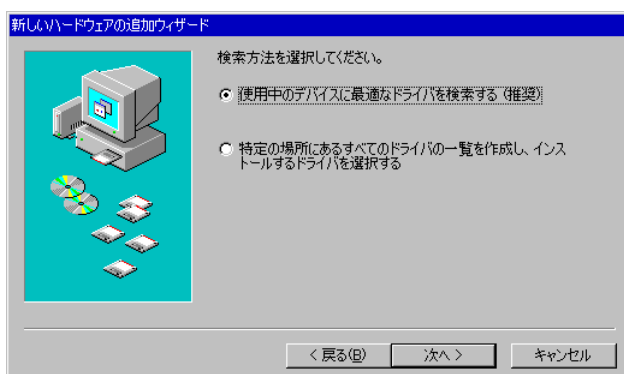 新しいハードウェアの追加ウィザード
検索方法を選択してください。
使用中のデバイスに最適なドライバを検索する (推奨)
特定の場所にあるすべてのドライバの一覧を作成し、インス
トールするドライバを選択する
< 戻る(B)
次へ >
キャンセル